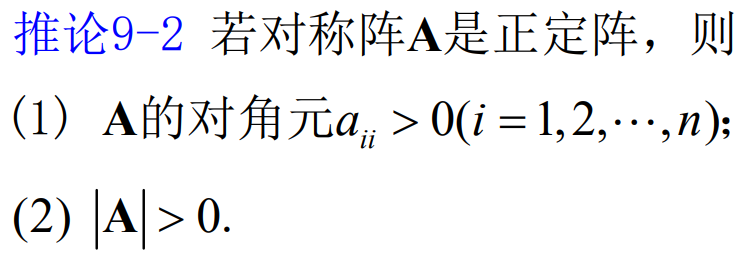 推论9-2 若对称阵A是正定阵，则
(1) A的对角元aᵢᵢ > 0(i = 1,2,⋯,n);
(2) |A| > 0.